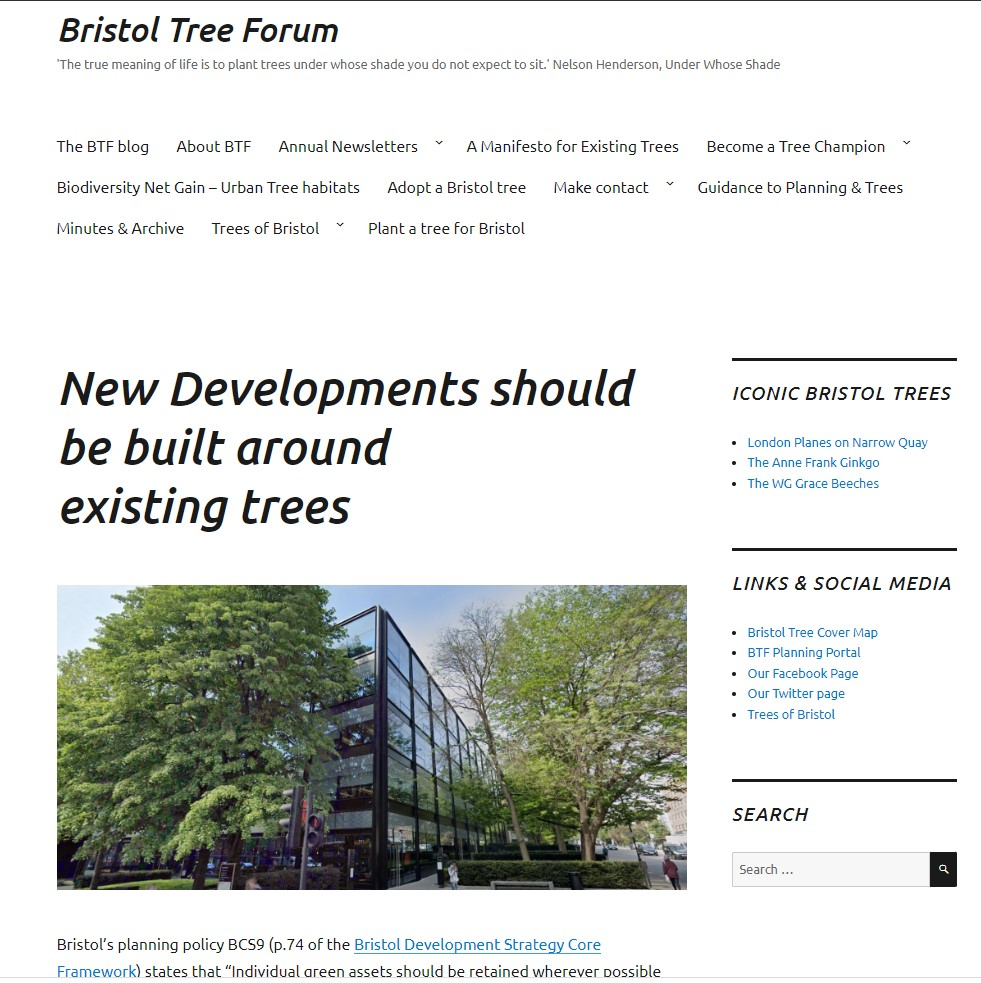 Bristol Tree Forum
'The true meaning of life is to plant trees under whose shade you do not expect to sit.' Nelson Henderson, Under Whose Shade
The BTF blog About BTF Annual Newsletters A Manifesto for Existing Trees Become a Tree Champion
Biodiversity Net Gain – Urban Tree habitats Adopt a Bristol tree Make contact Guidance to Planning & Trees
Minutes & Archive Trees of Bristol Plant a tree for Bristol
New Developments should
be built around
existing trees
Bristol’s planning policy BCS9 (p.74 of the Bristol Development Strategy Core
Framework) states that “Individual green assets should be retained wherever possible
ICONIC BRISTOL TREES
London Planes on Narrow Quay
The Anne Frank Ginkgo
The WG Grace Beeches
LINKS & SOCIAL MEDIA
Bristol Tree Cover Map
BTF Planning Portal
Our Facebook Page
Our Twitter page
Trees of Bristol
SEARCH
Search …